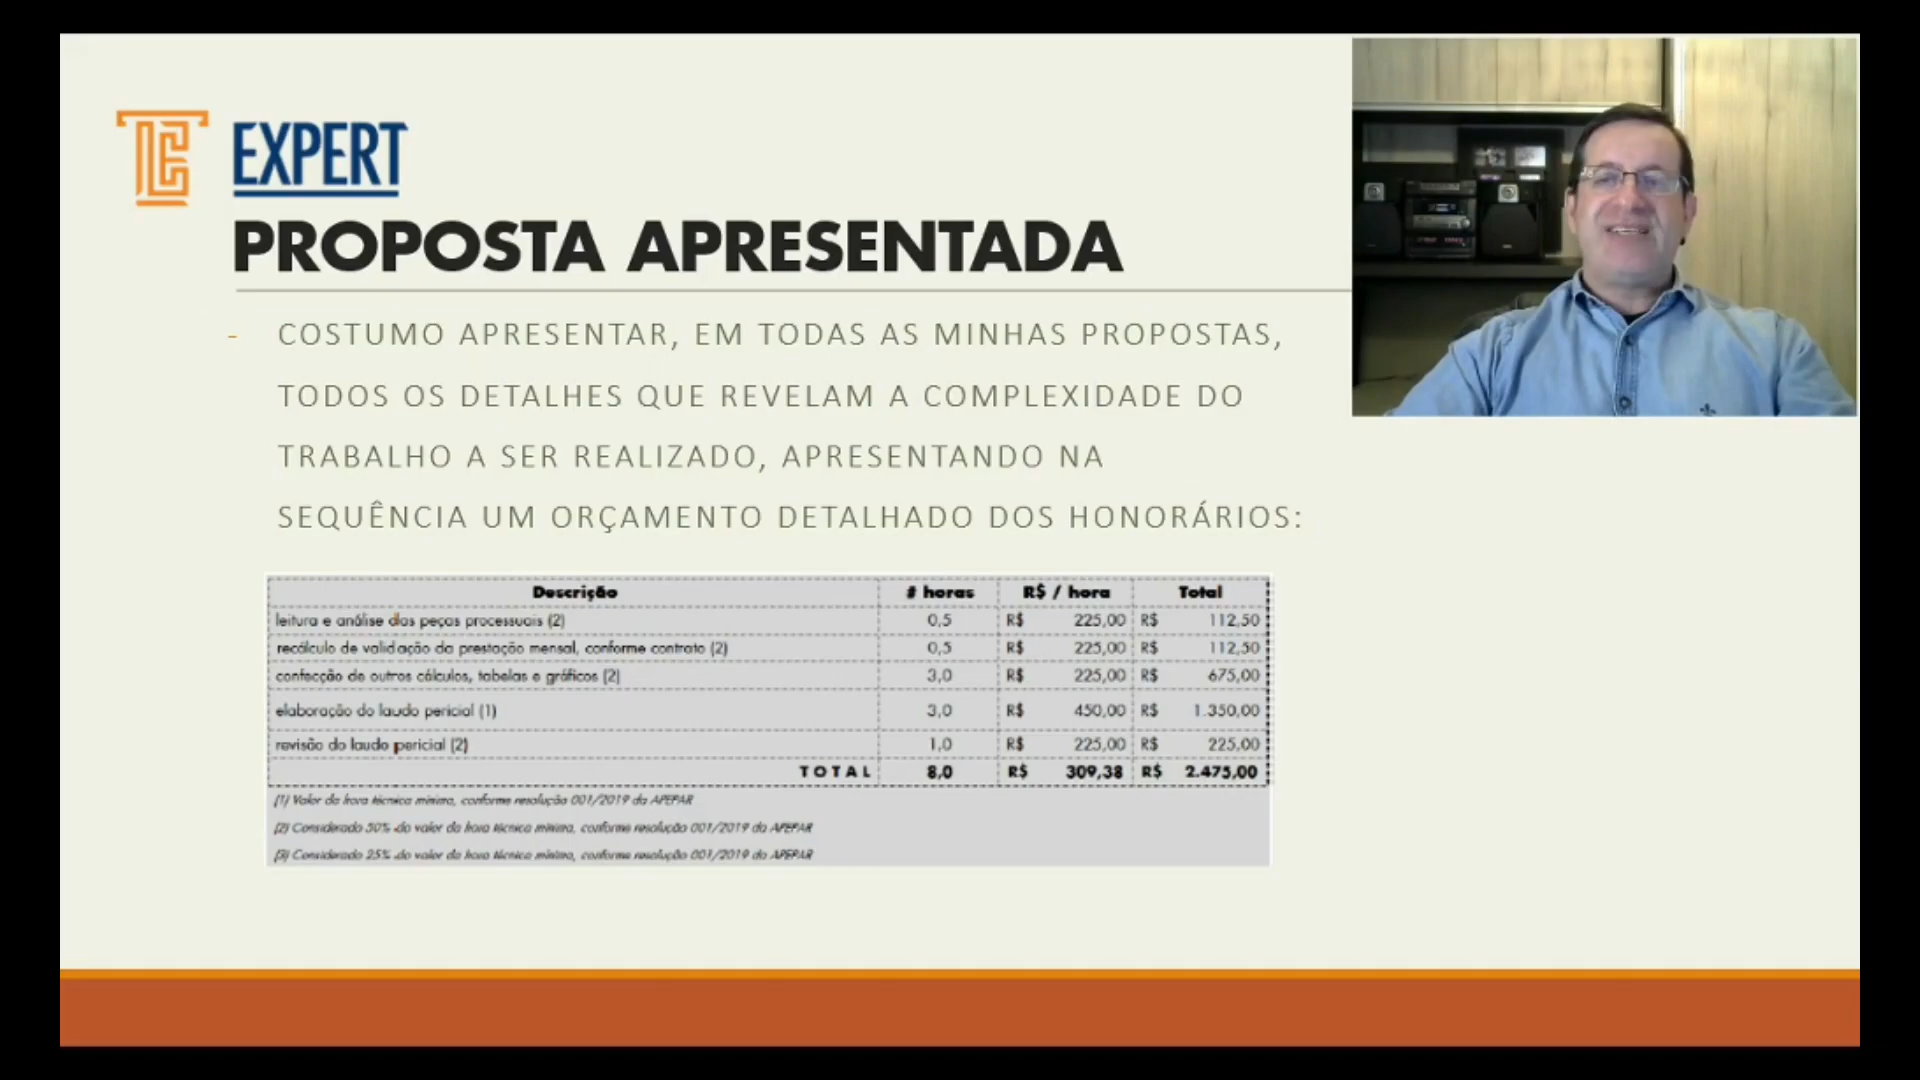 EXPERT
PROPOSTA APRESENTADA
- COSTUMO APRESENTAR, EM TODAS AS MINHAS PROPOSTAS,
TODOS OS DETALHES QUE REVELAM A COMPLEXIDADE DO
TRABALHO A SER REALIZADO, APRESENTANDO NA
SEQUÊNCIA UM ORÇAMENTO DETALHADO DOS HONORÁRIOS:
Descrição # horas R$ / hora Total
leitura e análise das peças processuais (2) 0,5 R$ 225,00 R$ 112,50
recálculo de validação da prestação mensal, conforme contrato (2) 0,5 R$ 225,00 R$ 112,50
confecção de outros cálculos, tabelas e gráficos (2) 3,0 R$ 225,00 R$ 675,00
elaboração do laudo pericial (1) 3,0 R$ 450,00 R$ 1.350,00
revisão do laudo pericial (2) 1,0 R$ 225,00 R$ 225,00
TOTAL 8,0 R$ 309,38 R$ 2.475,00
(1) Valor da hora técnica mínima, conforme resolução 001/2019 da APEPAR
(2) Considerado 50% do valor da hora técnica mínima, conforme resolução 001/2019 da APEPAR
(3) Considerado 25% do valor da hora técnica mínima, conforme resolução 001/2019 da APEPAR